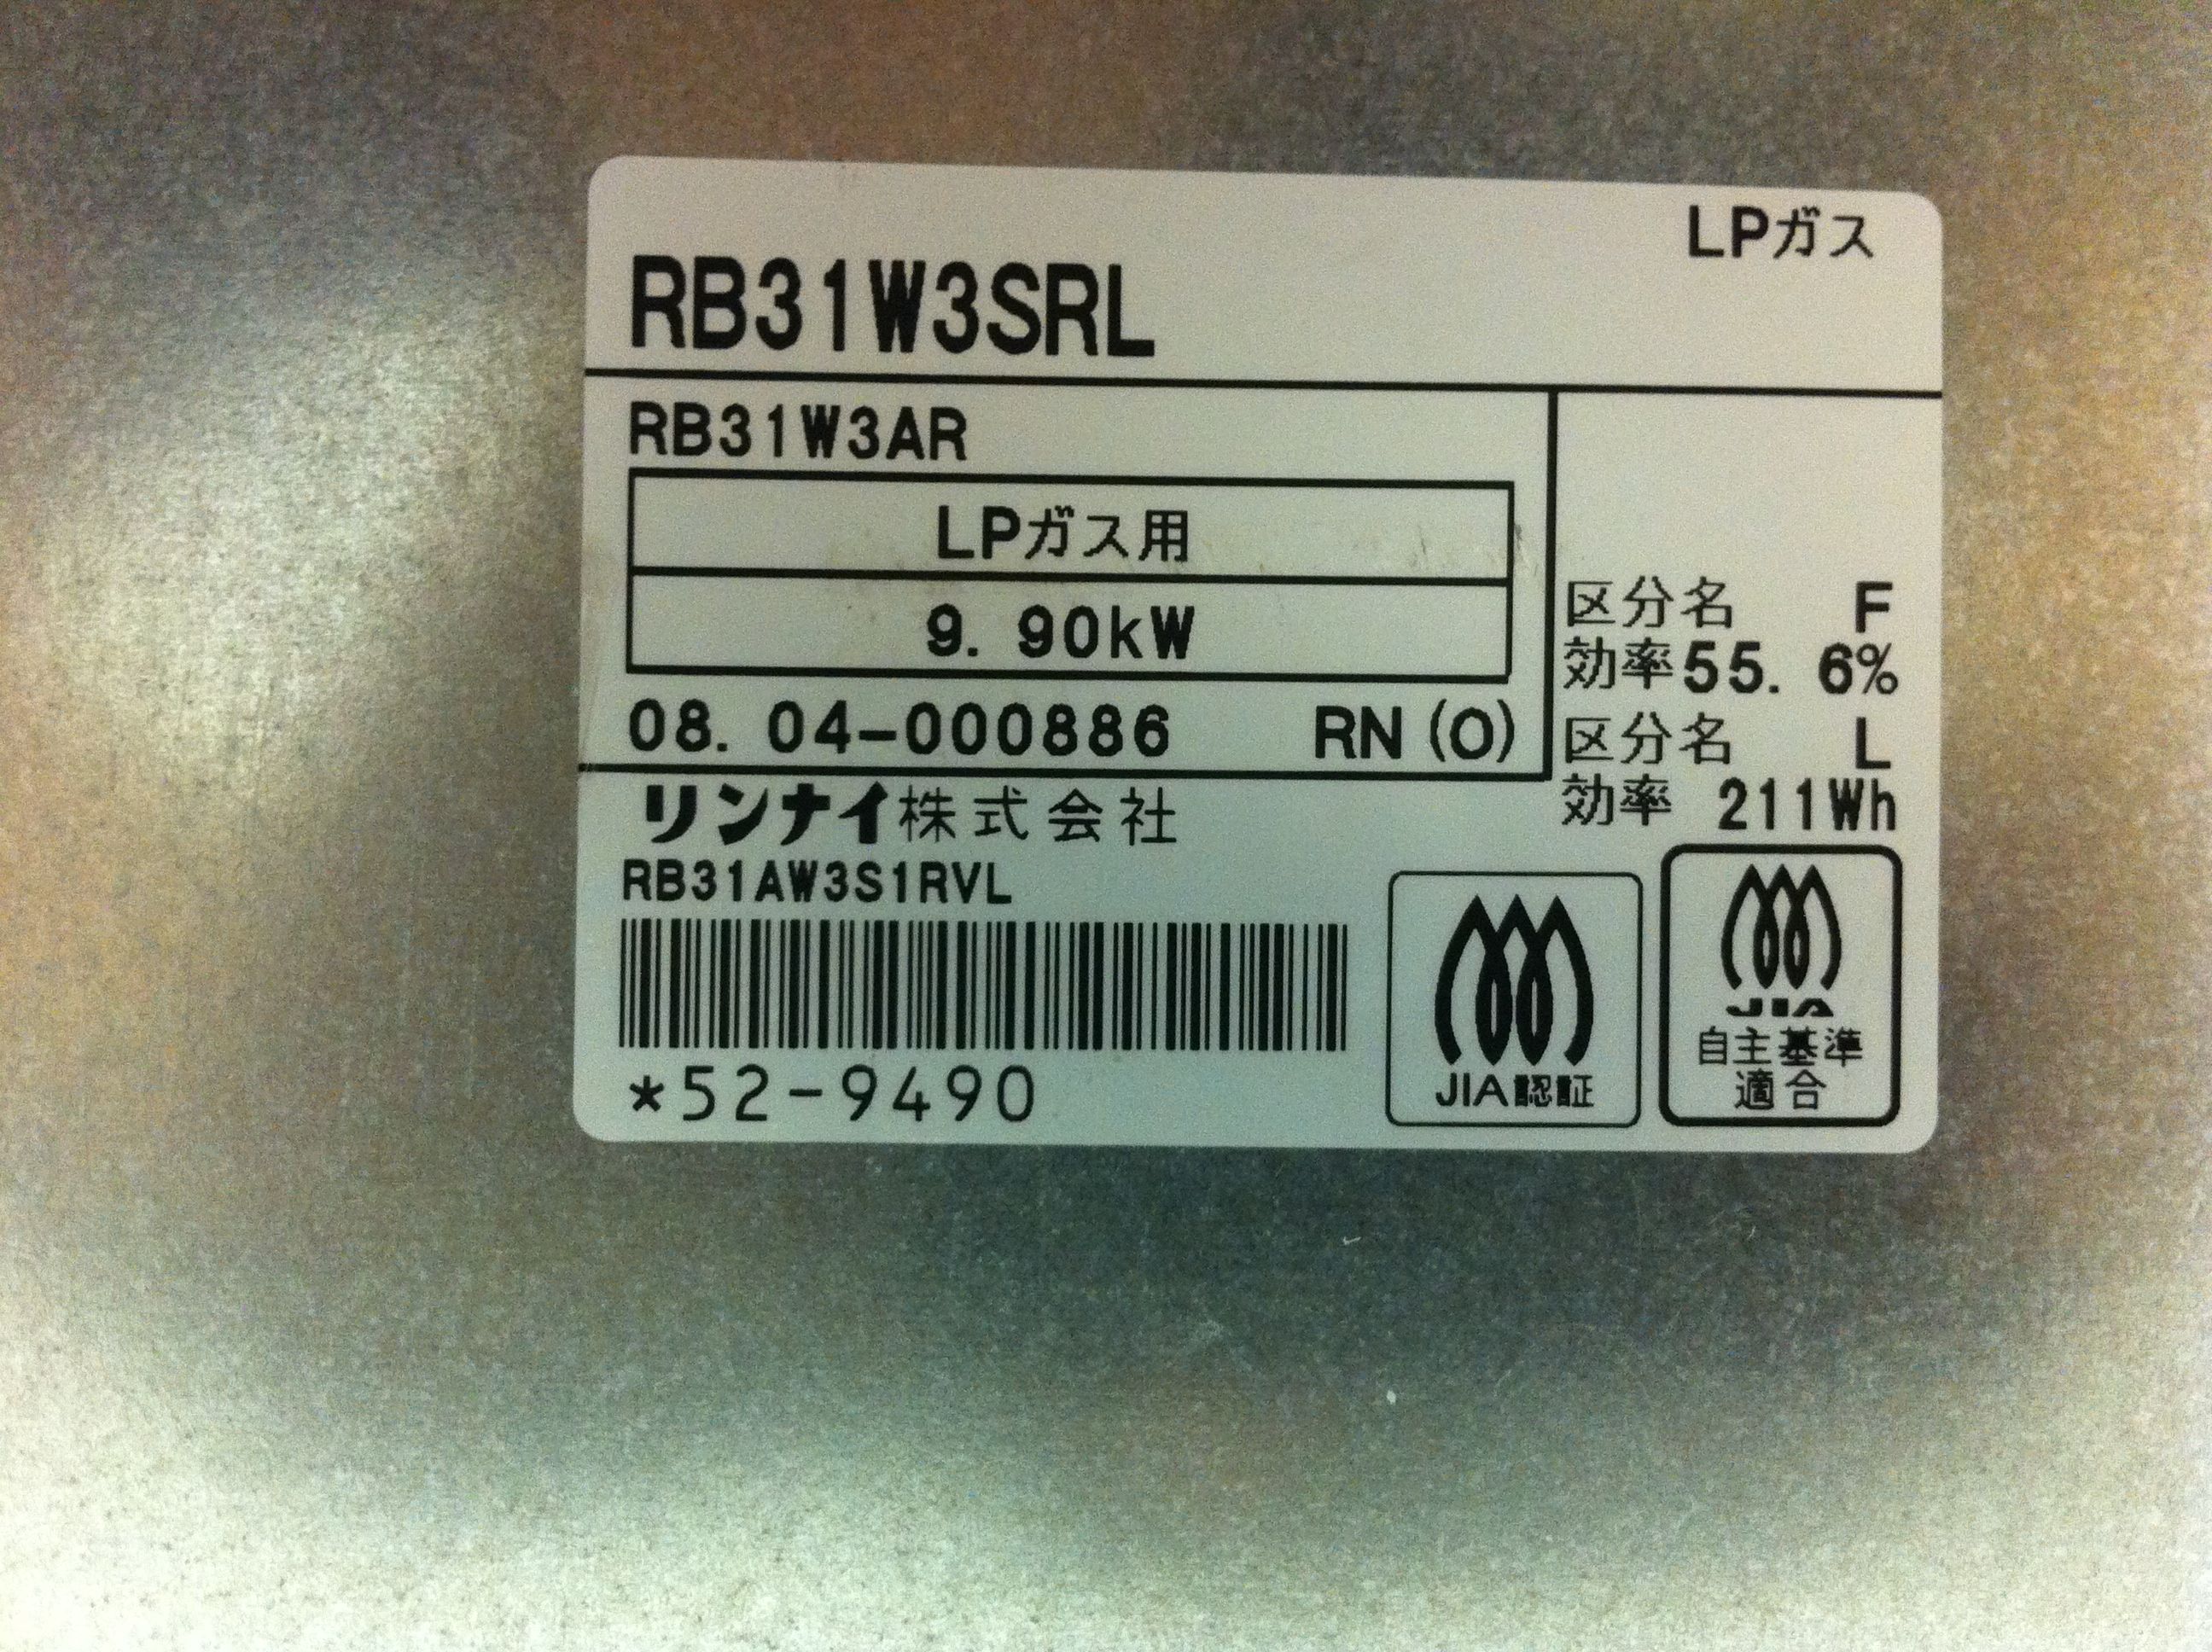 LPガス
RB31W3SRL
RB31W3AR
LPガス用
9.90kW
08.04-000886 RN(O)
区分名 F
効率55.6%
区分名 L
効率 211Wh
リンナイ株式会社
RB31AW3S1RVL
*52-9490
JIA認証
JIA
自主基準
適合